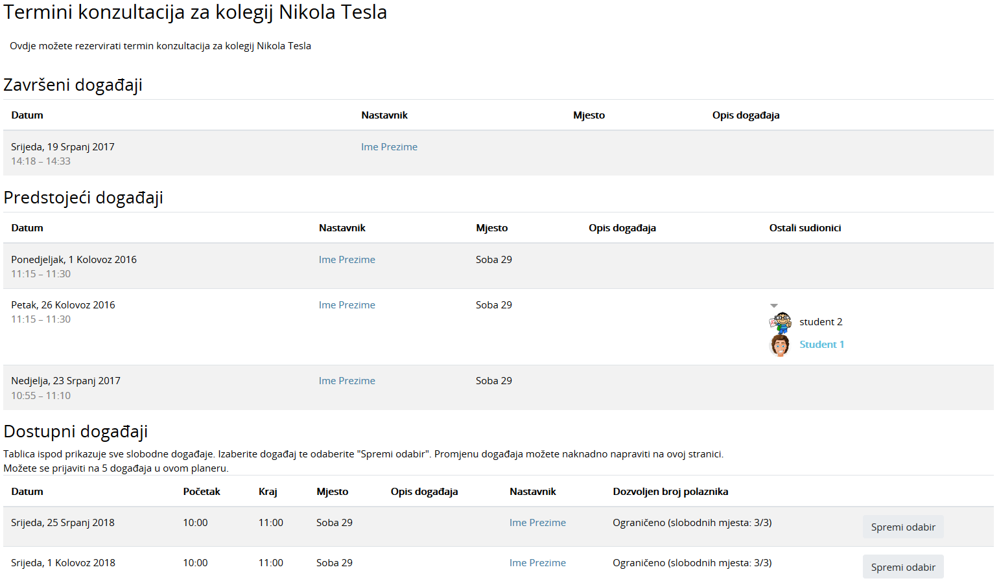 Termini konzultacija za kolegij Nikola Tesla
Ovdje možete rezervirati termin konzultacija za kolegij Nikola Tesla
Završeni događaji
Datum Nastavnik Mjesto Opis događaja
Srijeda, 19 Srpanj 2017 Ime Prezime
14:18 – 14:33
Predstojeći događaji
Datum Nastavnik Mjesto Opis događaja Ostali sudionici
Ponedjeljak, 1 Kolovoz 2016 Ime Prezime Soba 29
11:15 – 11:30
Petak, 26 Kolovoz 2016 Ime Prezime Soba 29
11:15 – 11:30
student 2
Student 1
Nedjelja, 23 Srpanj 2017 Ime Prezime Soba 29
10:55 – 11:10
Dostupni događaji
Tablica ispod prikazuje sve slobodne događaje. Izaberite događaj te odaberite "Spremi odabir". Promjenu događaja možete naknadno napraviti na ovoj stranici.
Možete se prijaviti na 5 događaja u ovom planeru.
Datum Početak Kraj Mjesto Opis događaja Nastavnik Dozvoljen broj polaznika
Srijeda, 25 Srpanj 2018 10:00 11:00 Soba 29 Ime Prezime Ograničeno (slobodnih mjesta: 3/3) Spremi odabir
Srijeda, 1 Kolovoz 2018 10:00 11:00 Soba 29 Ime Prezime Ograničeno (slobodnih mjesta: 3/3) Spremi odabir